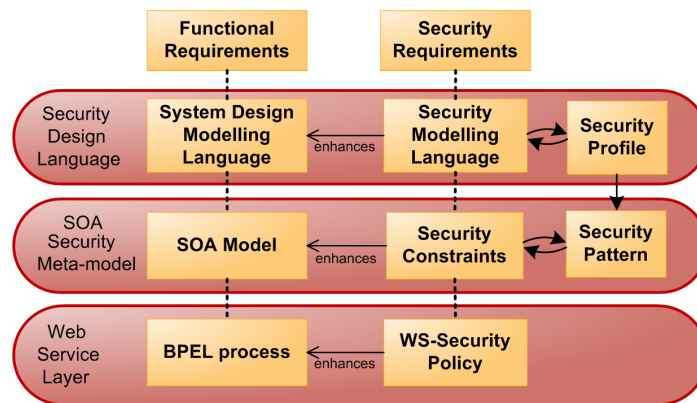 Functional
Requirements
Security
Requirements
Security
Design
Language
System Design
Modelling
Language
enhances
Security
Modelling
Language
Security
Profile
SOA
Security
Meta-model
SOA Model
enhances
Security
Constraints
Security
Pattern
Web
Service
Layer
BPEL process
enhances
WS-Security
Policy